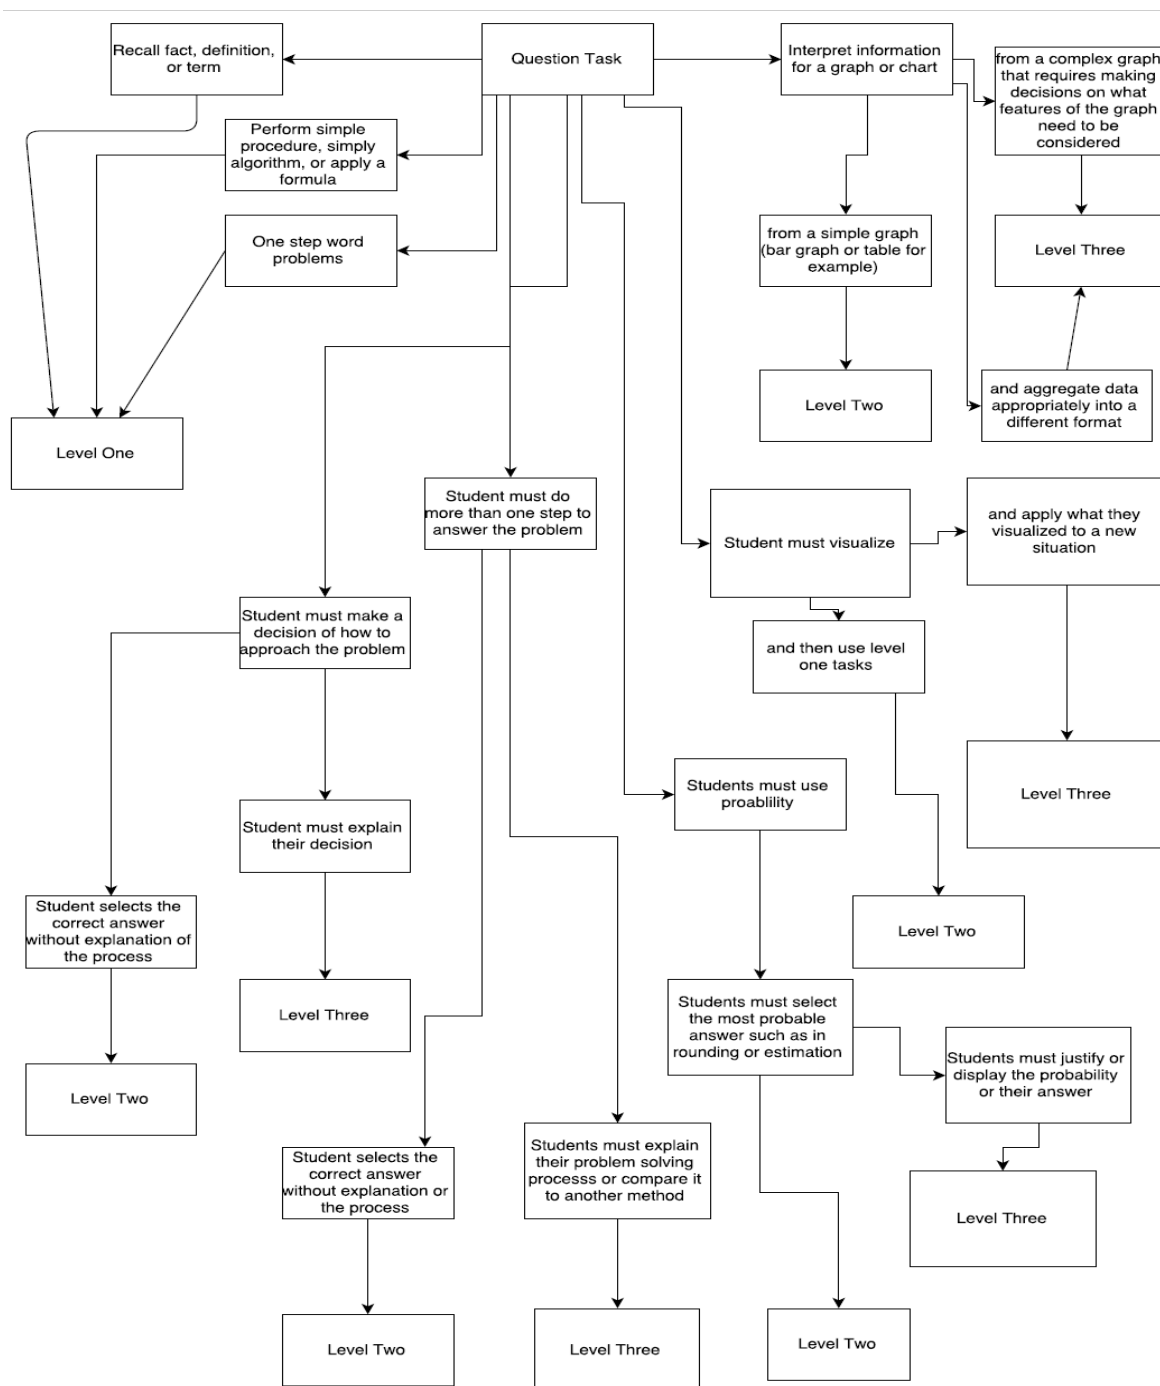 Recall fact, definition,
or term
Question Task
Interpret information
for a graph or chart
from a complex graph
that requires making
decisions on what
features of the graph
need to be
considered
Perform simple
procedure, simply
algorithm, or apply a
formula
One step word
problems
from a simple graph
(bar graph or table for
example)
Level Three
Level Two
and aggregate data
appropriately into a
different format
Level One
Student must do
more than one step to
answer the problem
Student must visualize
and apply what they
visualized to a new
situation
Student must make a
decision of how to
approach the problem
and then use level
one tasks
Students must use
proablility
Level Three
Student must explain
their decision
Student selects the
correct answer
without explanation of
the process
Level Two
Level Three
Students must select
the most probable
answer such as in
rounding or estimation
Students must justify or
display the probability
or their answer
Level Two
Student selects the
correct answer
without explanation or
the process
Students must explain
their problem solving
processs or compare it
to another method
Level Three
Level Two
Level Three
Level Two